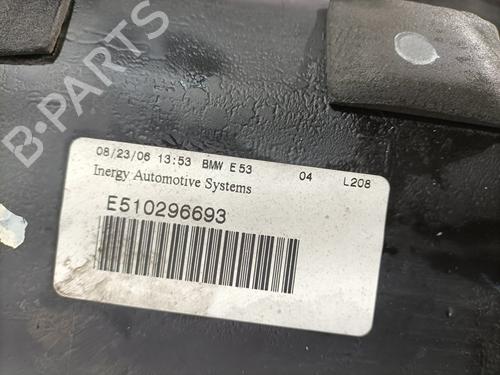 B-PARTS
08/23/06 13:53 BMW E53 04 L208
Inergy Automotive Systems
E510296693